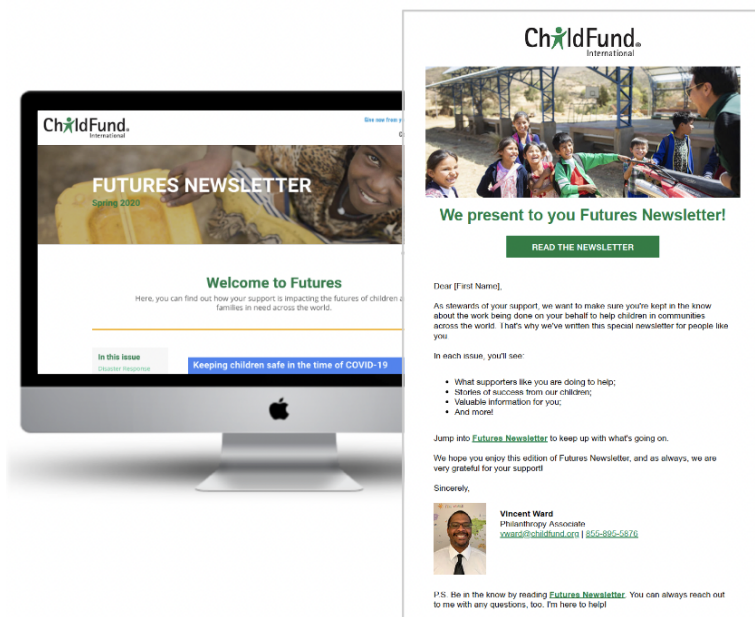 ChildFund®
International
Give now from
FUTURES NEWSLETTER
Spring 2020
Welcome to Futures
Here, you can find out how your support is impacting the futures of children
families in need across the world.
In this issue
Disaster Response
Keeping children safe in the time of COVID-19
ChildFund®
International
We present to you Futures Newsletter!
READ THE NEWSLETTER
Dear [First Name],
As stewards of your support, we want to make sure you're kept in the know
about the work being done on your behalf to help children in communities
across the world. That's why we've written this special newsletter for people like
you.
In each issue, you'll see:
• What supporters like you are doing to help;
• Stories of success from our children;
• Valuable information for you;
• And more!
Jump into Futures Newsletter to keep up with what's going on.
We hope you enjoy this edition of Futures Newsletter, and as always, we are
very grateful for your support!
Sincerely,
Vincent Ward
Philanthropy Associate
vward@childfund.org | 855-895-5876
P.S. Be in the know by reading Futures Newsletter. You can always reach out
to me with any questions, too. I'm here to help!